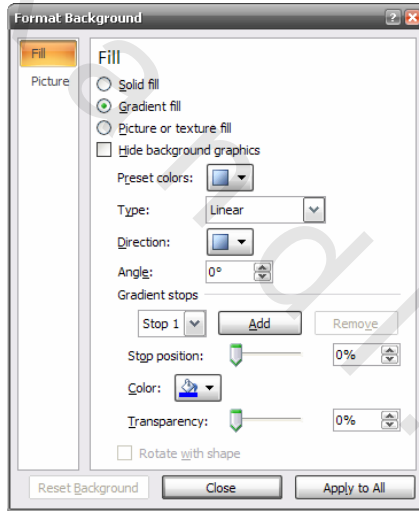 Format Background
Fill
Picture
Fill
Solid fill
Gradient fill
Picture or texture fill
Hide background graphics
Preset colors:
Type: Linear
Direction:
Angle: 0°
Gradient stops
Stop 1 Add Remove
Stop position: 0%
Color:
Transparency: 0%
Rotate with shape
Reset Background Close Apply to All